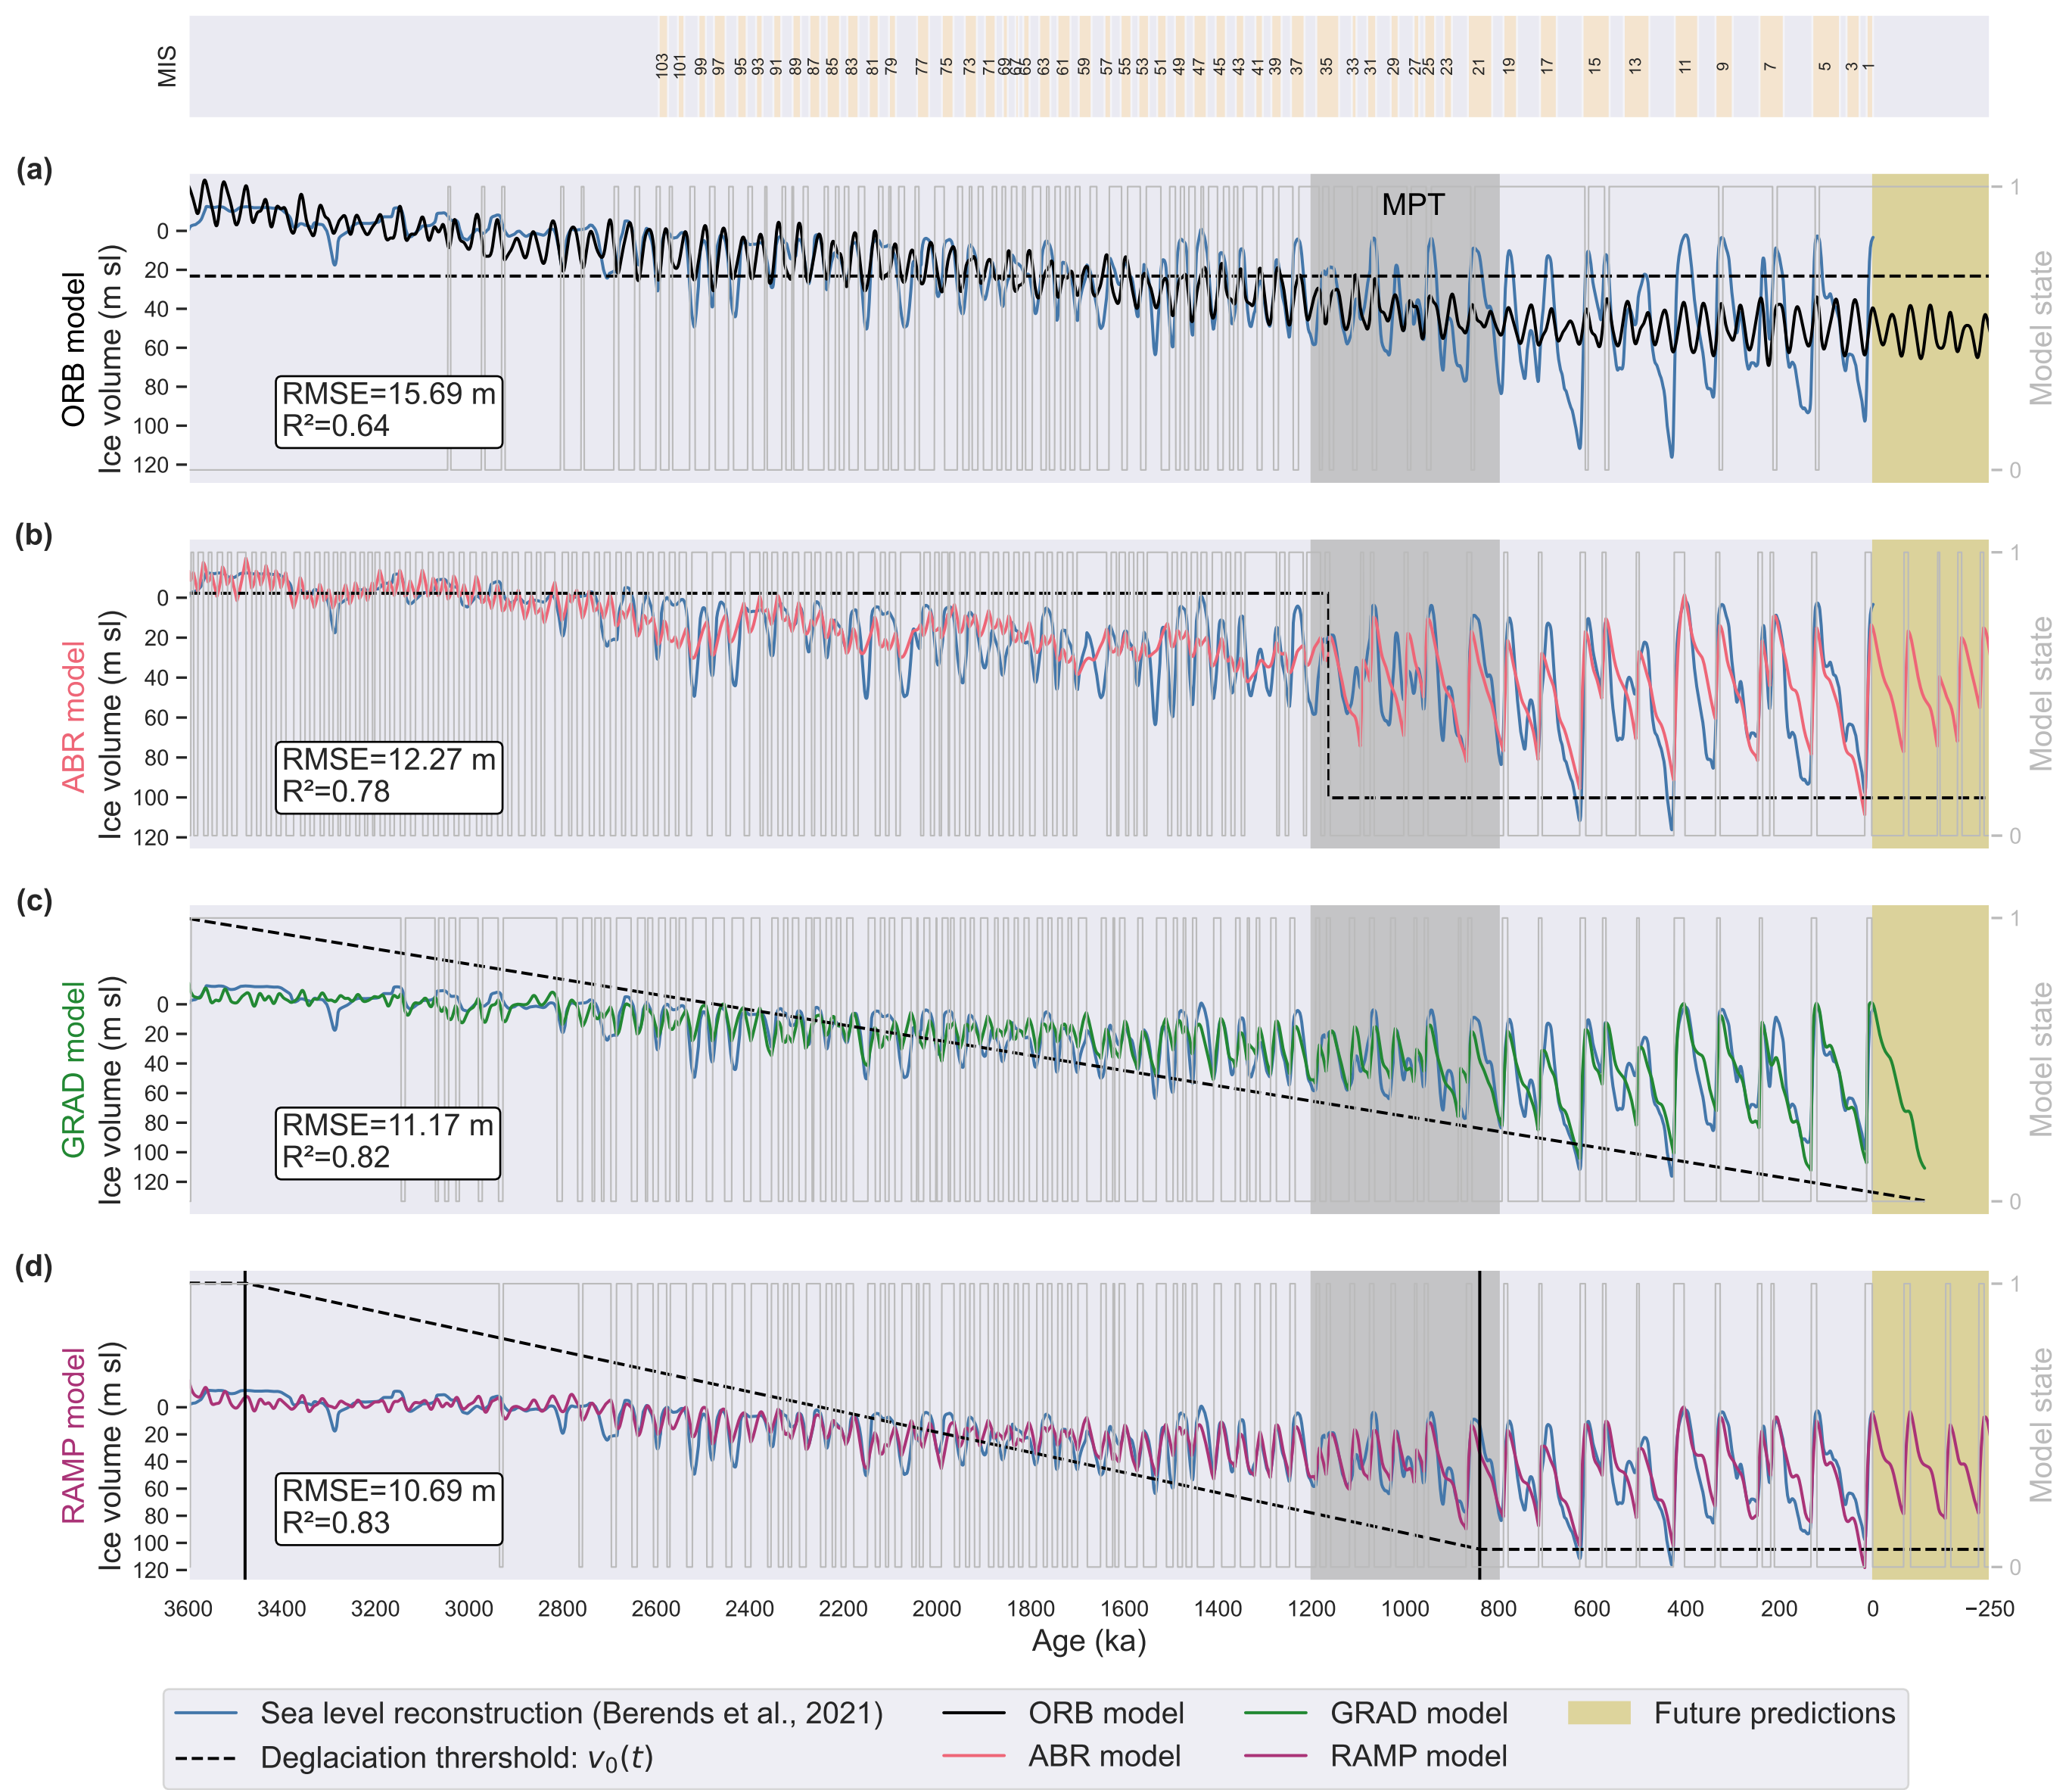 MIS
103 101 99 97 95 93 91 89 87 85 83 81 79 77 75 73 71 69 67 65 63 61 59 57 55 53 51 49 47 45 43 41 39 37 35 33 31 29 27 25 23 21 19 17 15 13 11 9 7 5 3 1
(a)
MPT
ORB model
Ice volume (m sl)
0
20
40
60
80
100
120
RMSE=15.69 m
R²=0.64
1
0
Model state
(b)
ABR model
Ice volume (m sl)
0
20
40
60
80
100
120
RMSE=12.27 m
R²=0.78
1
0
Model state
(c)
GRAD model
Ice volume (m sl)
0
20
40
60
80
100
120
RMSE=11.17 m
R²=0.82
1
0
Model state
(d)
RAMP model
Ice volume (m sl)
0
20
40
60
80
100
120
RMSE=10.69 m
R²=0.83
1
0
Model state
3600 3400 3200 3000 2800 2600 2400 2200 2000 1800 1600 1400 1200 1000 800 600 400 200 0 −250
Age (ka)
Sea level reconstruction (Berends et al., 2021)
Deglaciation thrershold: v₀(t)
ORB model
ABR model
GRAD model
RAMP model
Future predictions